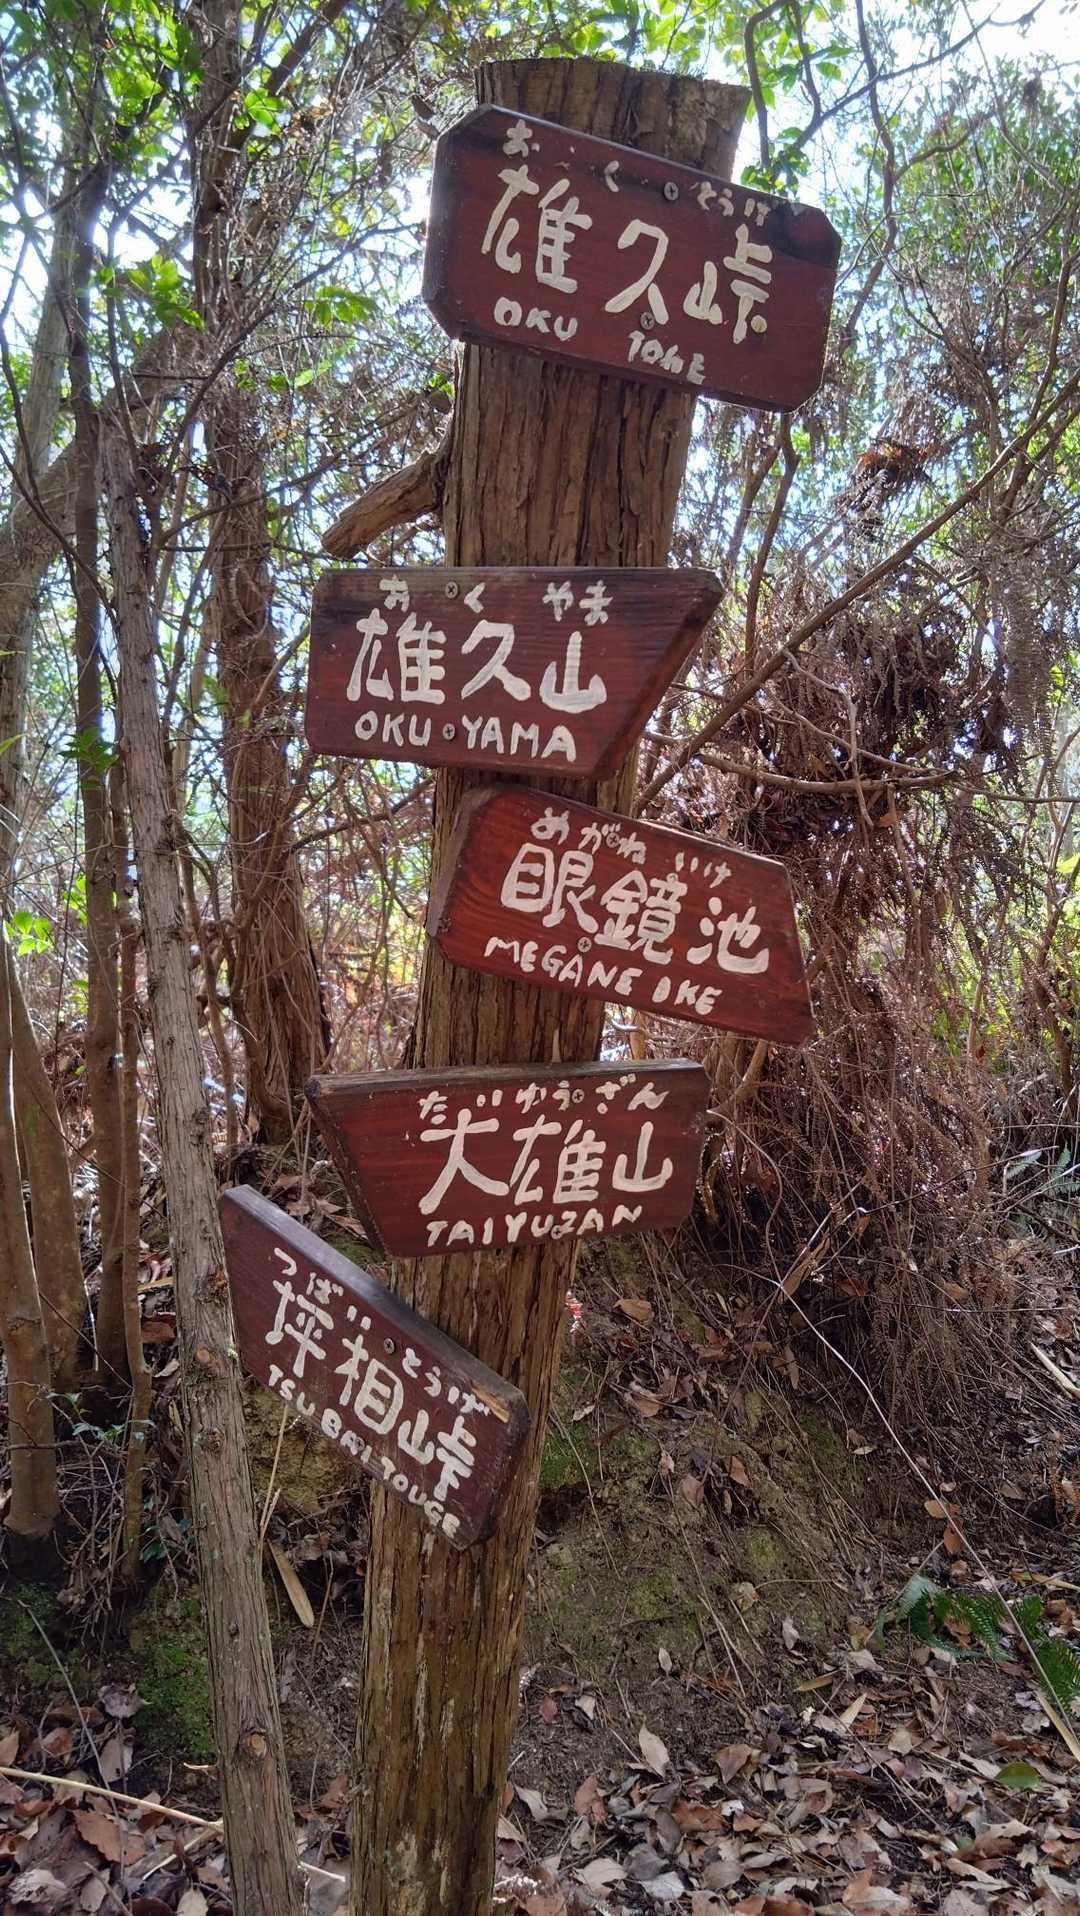 おくとうげ
雄久峠
OKU TOGE
おくやま
雄久山
OKU YAMA
めがねいけ
眼鏡池
MEGANE IKE
だいゆうざん
大雄山
TAIYUZAN
つばいとうげ
坪相峠
TSUBAI TOUGE